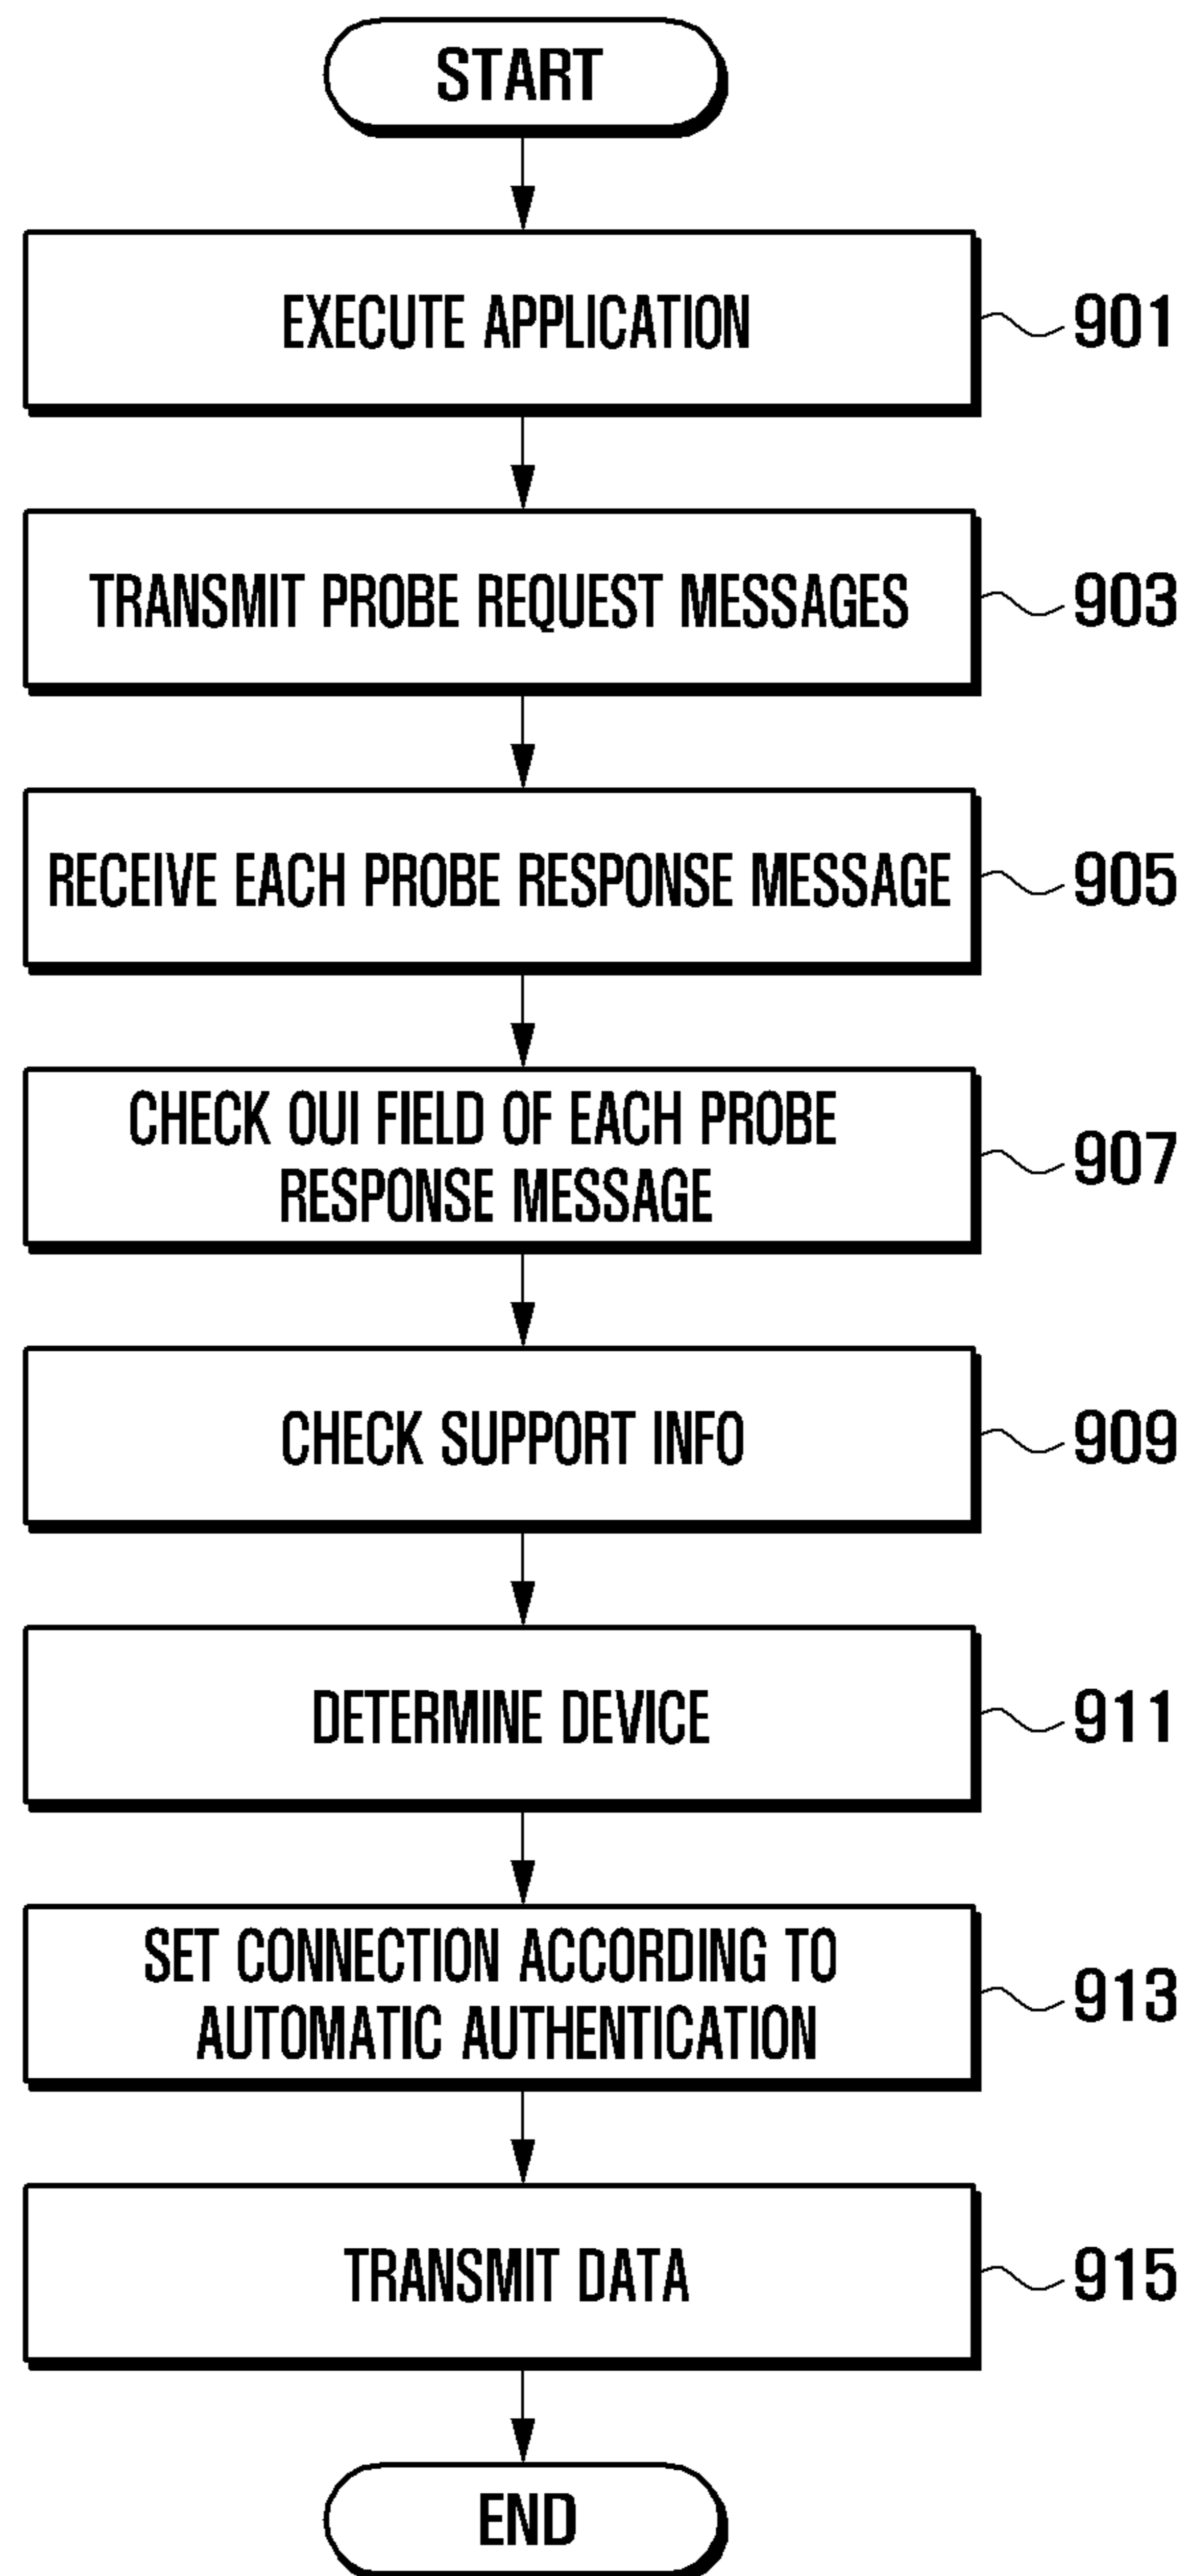 START
EXECUTE APPLICATION
901
TRANSMIT PROBE REQUEST MESSAGES
903
RECEIVE EACH PROBE RESPONSE MESSAGE
905
CHECK OUI FIELD OF EACH PROBE
RESPONSE MESSAGE
907
CHECK SUPPORT INFO
909
DETERMINE DEVICE
911
SET CONNECTION ACCORDING TO
AUTOMATIC AUTHENTICATION
913
TRANSMIT DATA
915
END